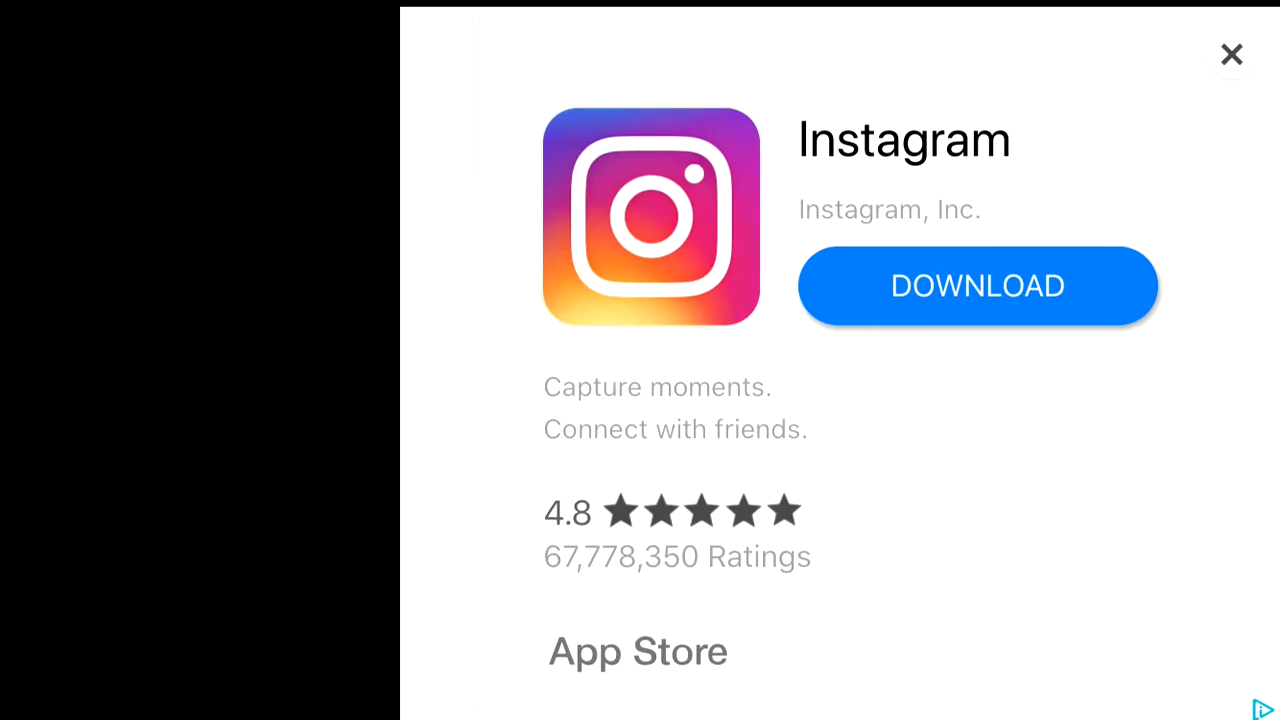 Instagram
Instagram, Inc.
DOWNLOAD
Capture moments.
Connect with friends.
4.8
67,778,350 Ratings
App Store